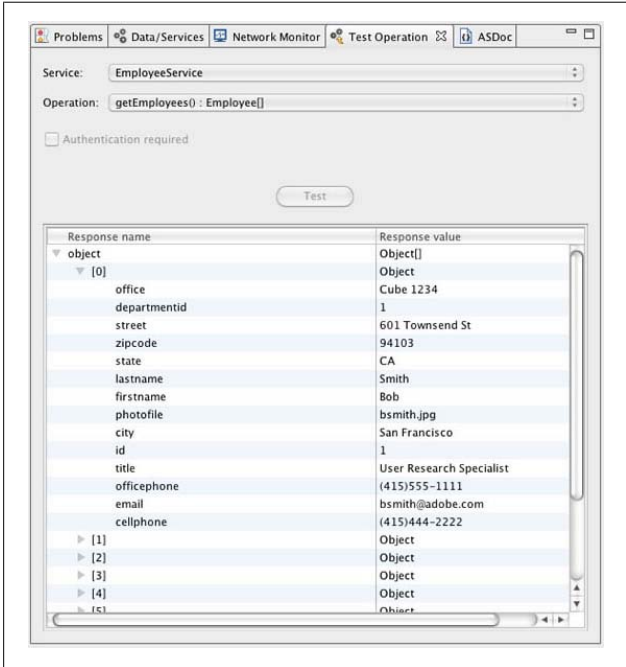 Problems Data/Services Network Monitor Test Operation ASDoc
Service: EmployeeService
Operation: getEmployees() : Employee[]
Authentication required
Test
Response name Response value
object Object[]
[0] Object
office Cube 1234
departmentid 1
street 601 Townsend St
zipcode 94103
state CA
lastname Smith
firstname Bob
photofile bsmith.jpg
city San Francisco
id 1
title User Research Specialist
officephone (415)555-1111
email bsmith@adobe.com
cellphone (415)444-2222
[1] Object
[2] Object
[3] Object
[4] Object
[5] Object